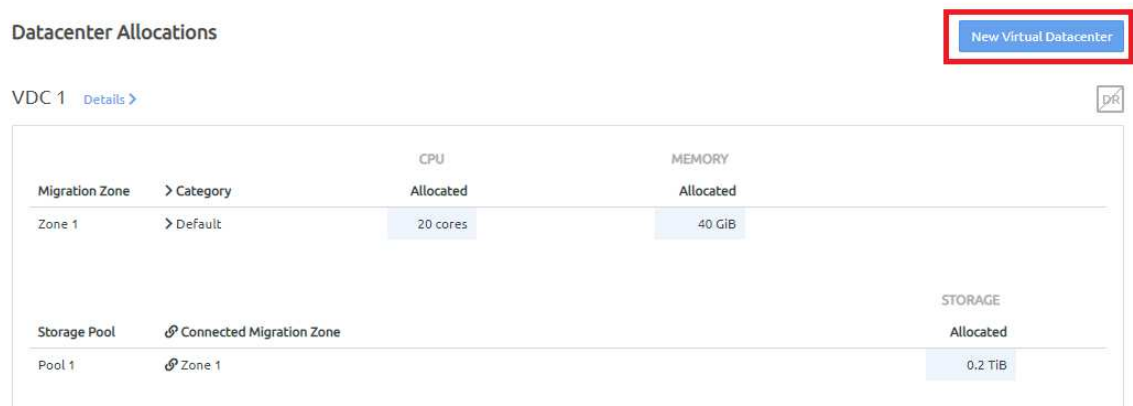 Datacenter Allocations New Virtual Datacenter
VDC 1 Details >
DR
CPU MEMORY
Migration Zone > Category Allocated Allocated
Zone 1 > Default 20 cores 40 GiB
STORAGE
Storage Pool Connected Migration Zone Allocated
Pool 1 Zone 1 0.2 TiB